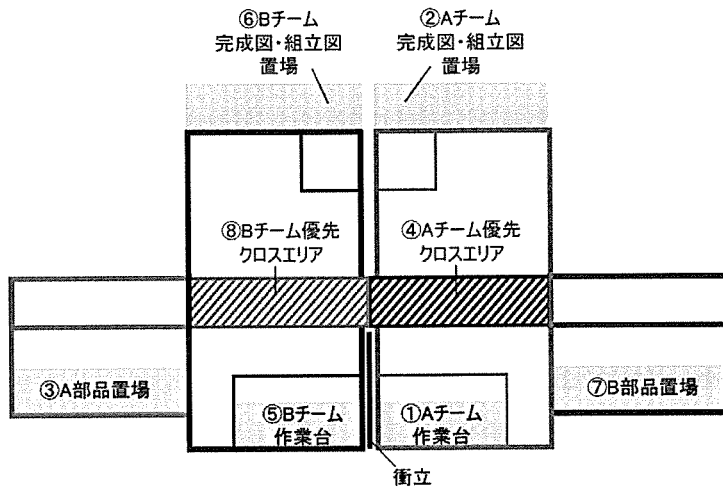 ⑥Bチーム
完成図・組立図
置場
②Aチーム
完成図・組立図
置場
⑧Bチーム優先
クロスエリア
④Aチーム優先
クロスエリア
③A部品置場
⑦B部品置場
⑤Bチーム
作業台
①Aチーム
作業台
衝立